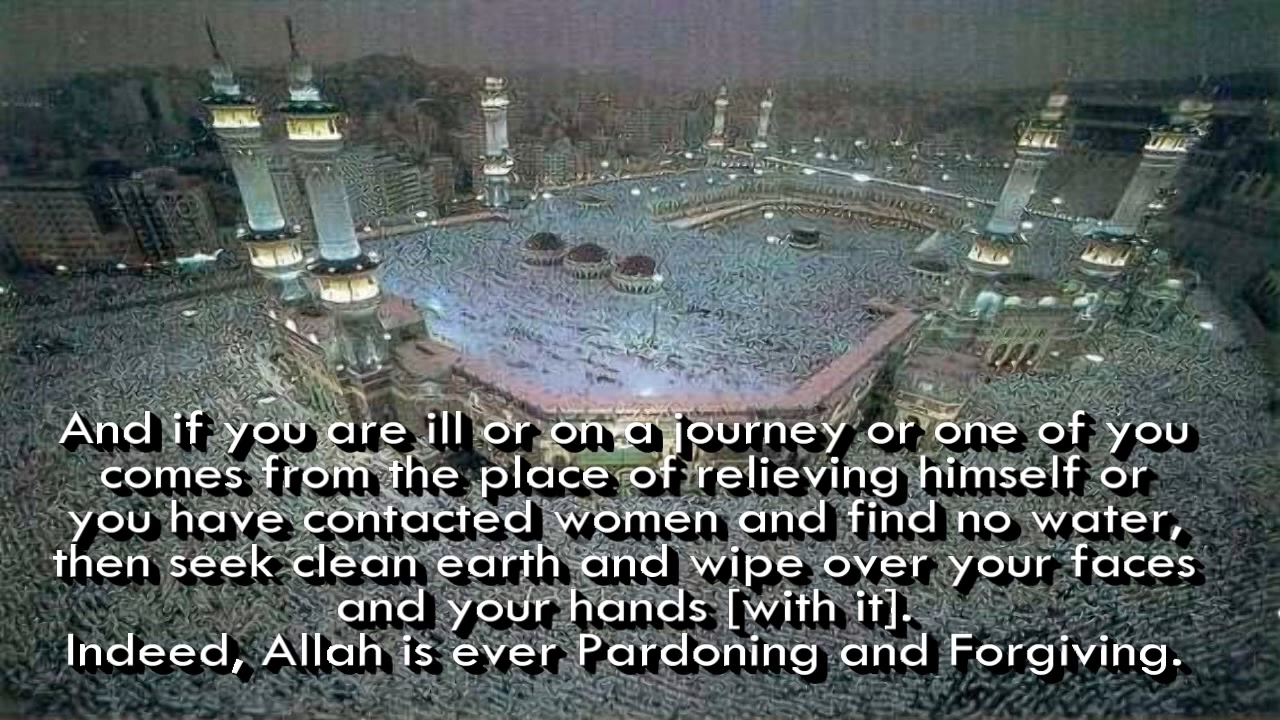 And if you are ill or on a journey or one of you
comes from the place of relieving himself or
you have contacted women and find no water,
then seek clean earth and wipe over your faces
and your hands [with it].
Indeed, Allah is ever Pardoning and Forgiving.